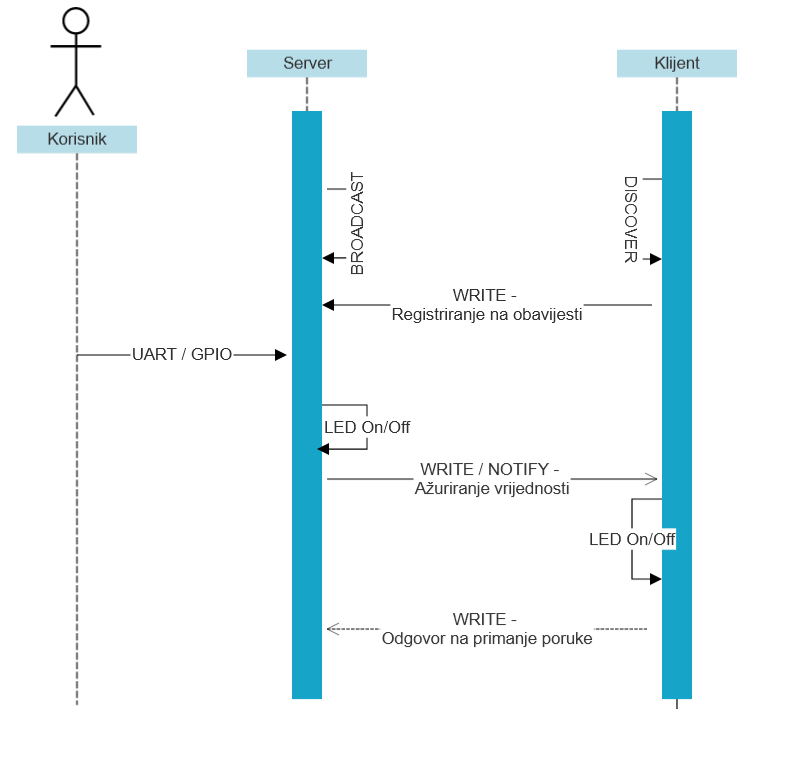 Server
Klijent
Korisnik
BROADCAST
DISCOVER
WRITE -
Registriranje na obavijesti
UART / GPIO
LED On/Off
WRITE / NOTIFY -
Ažuriranje vrijednosti
LED On/Off
WRITE -
Odgovor na primanje poruke